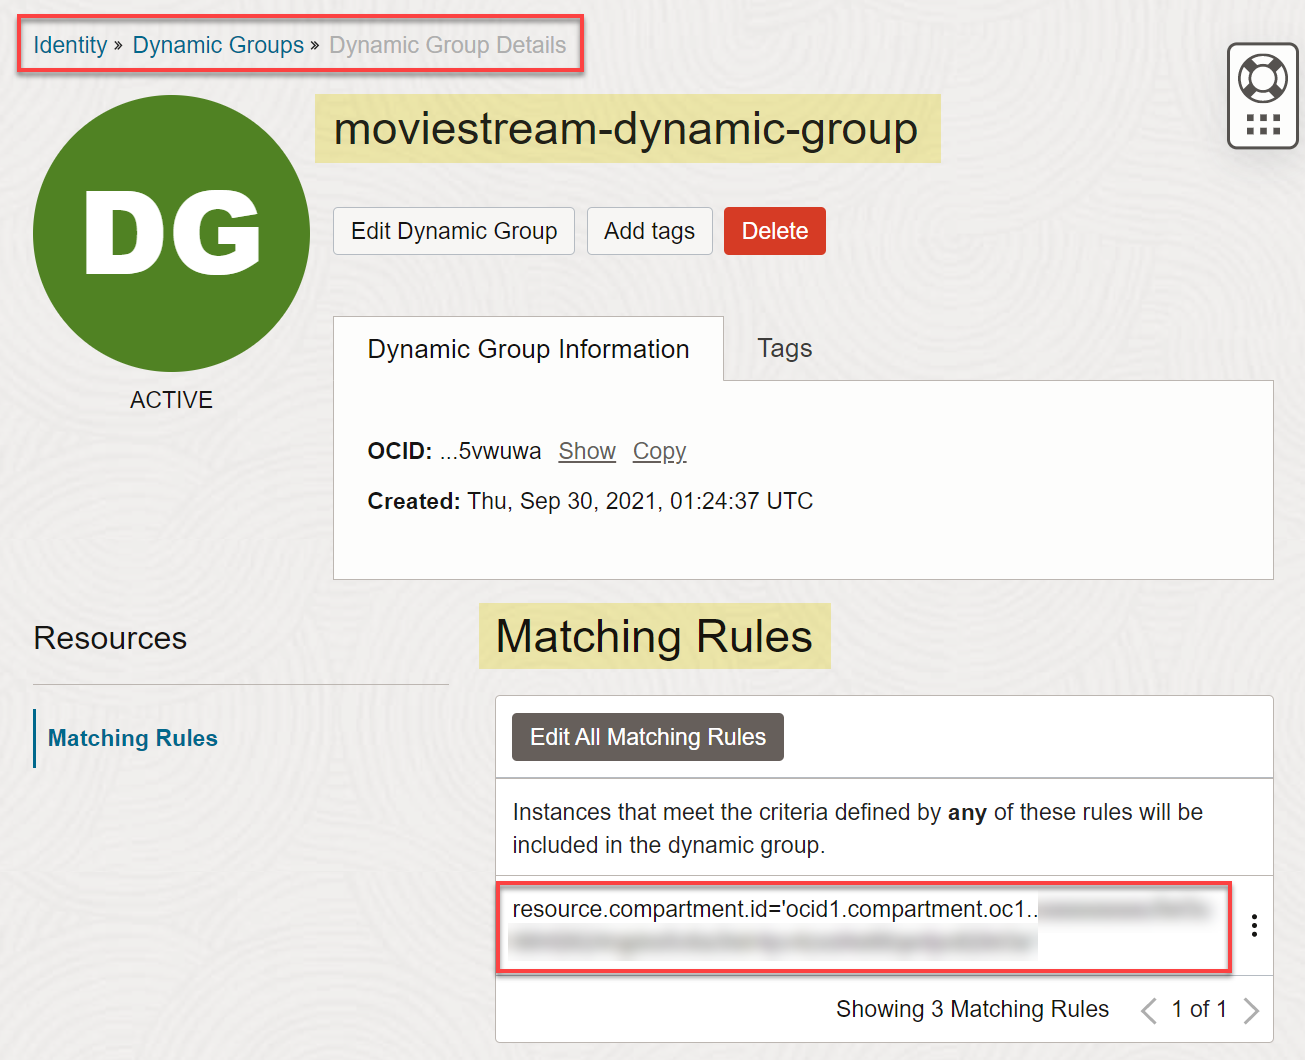 Identity » Dynamic Groups » Dynamic Group Details
moviestream-dynamic-group
DG
Edit Dynamic Group Add tags Delete
ACTIVE
Dynamic Group Information Tags
OCID: ...5vwuwa Show Copy
Created: Thu, Sep 30, 2021, 01:24:37 UTC
Resources
Matching Rules
Matching Rules
Edit All Matching Rules
Instances that meet the criteria defined by any of these rules will be
included in the dynamic group.
resource.compartment.id='ocid1.compartment.oc1..
Showing 3 Matching Rules < 1 of 1 >